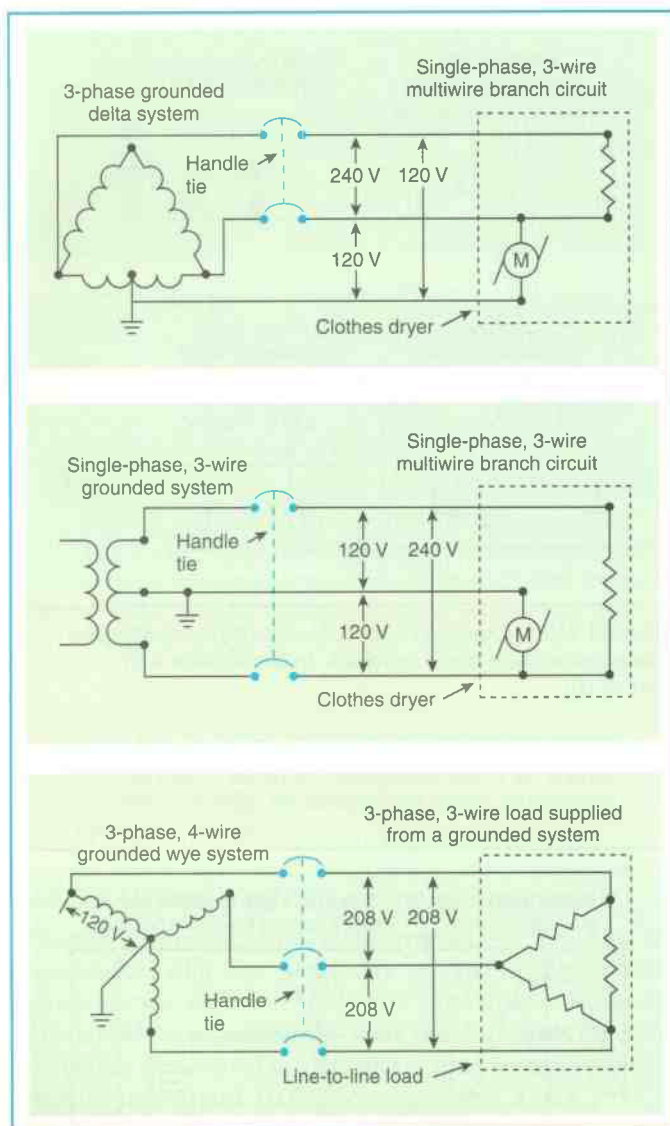 3-phase grounded
delta system
Single-phase, 3-wire
multiwire branch circuit
Handle
tie
240 V
120 V
120 V
M
Clothes dryer
Single-phase, 3-wire
grounded system
Single-phase, 3-wire
multiwire branch circuit
Handle
tie
120 V
240 V
120 V
M
Clothes dryer
3-phase, 4-wire
grounded wye system
3-phase, 3-wire load supplied
from a grounded system
120 V
208 V
208 V
Handle
tie
208 V
Line-to-line load